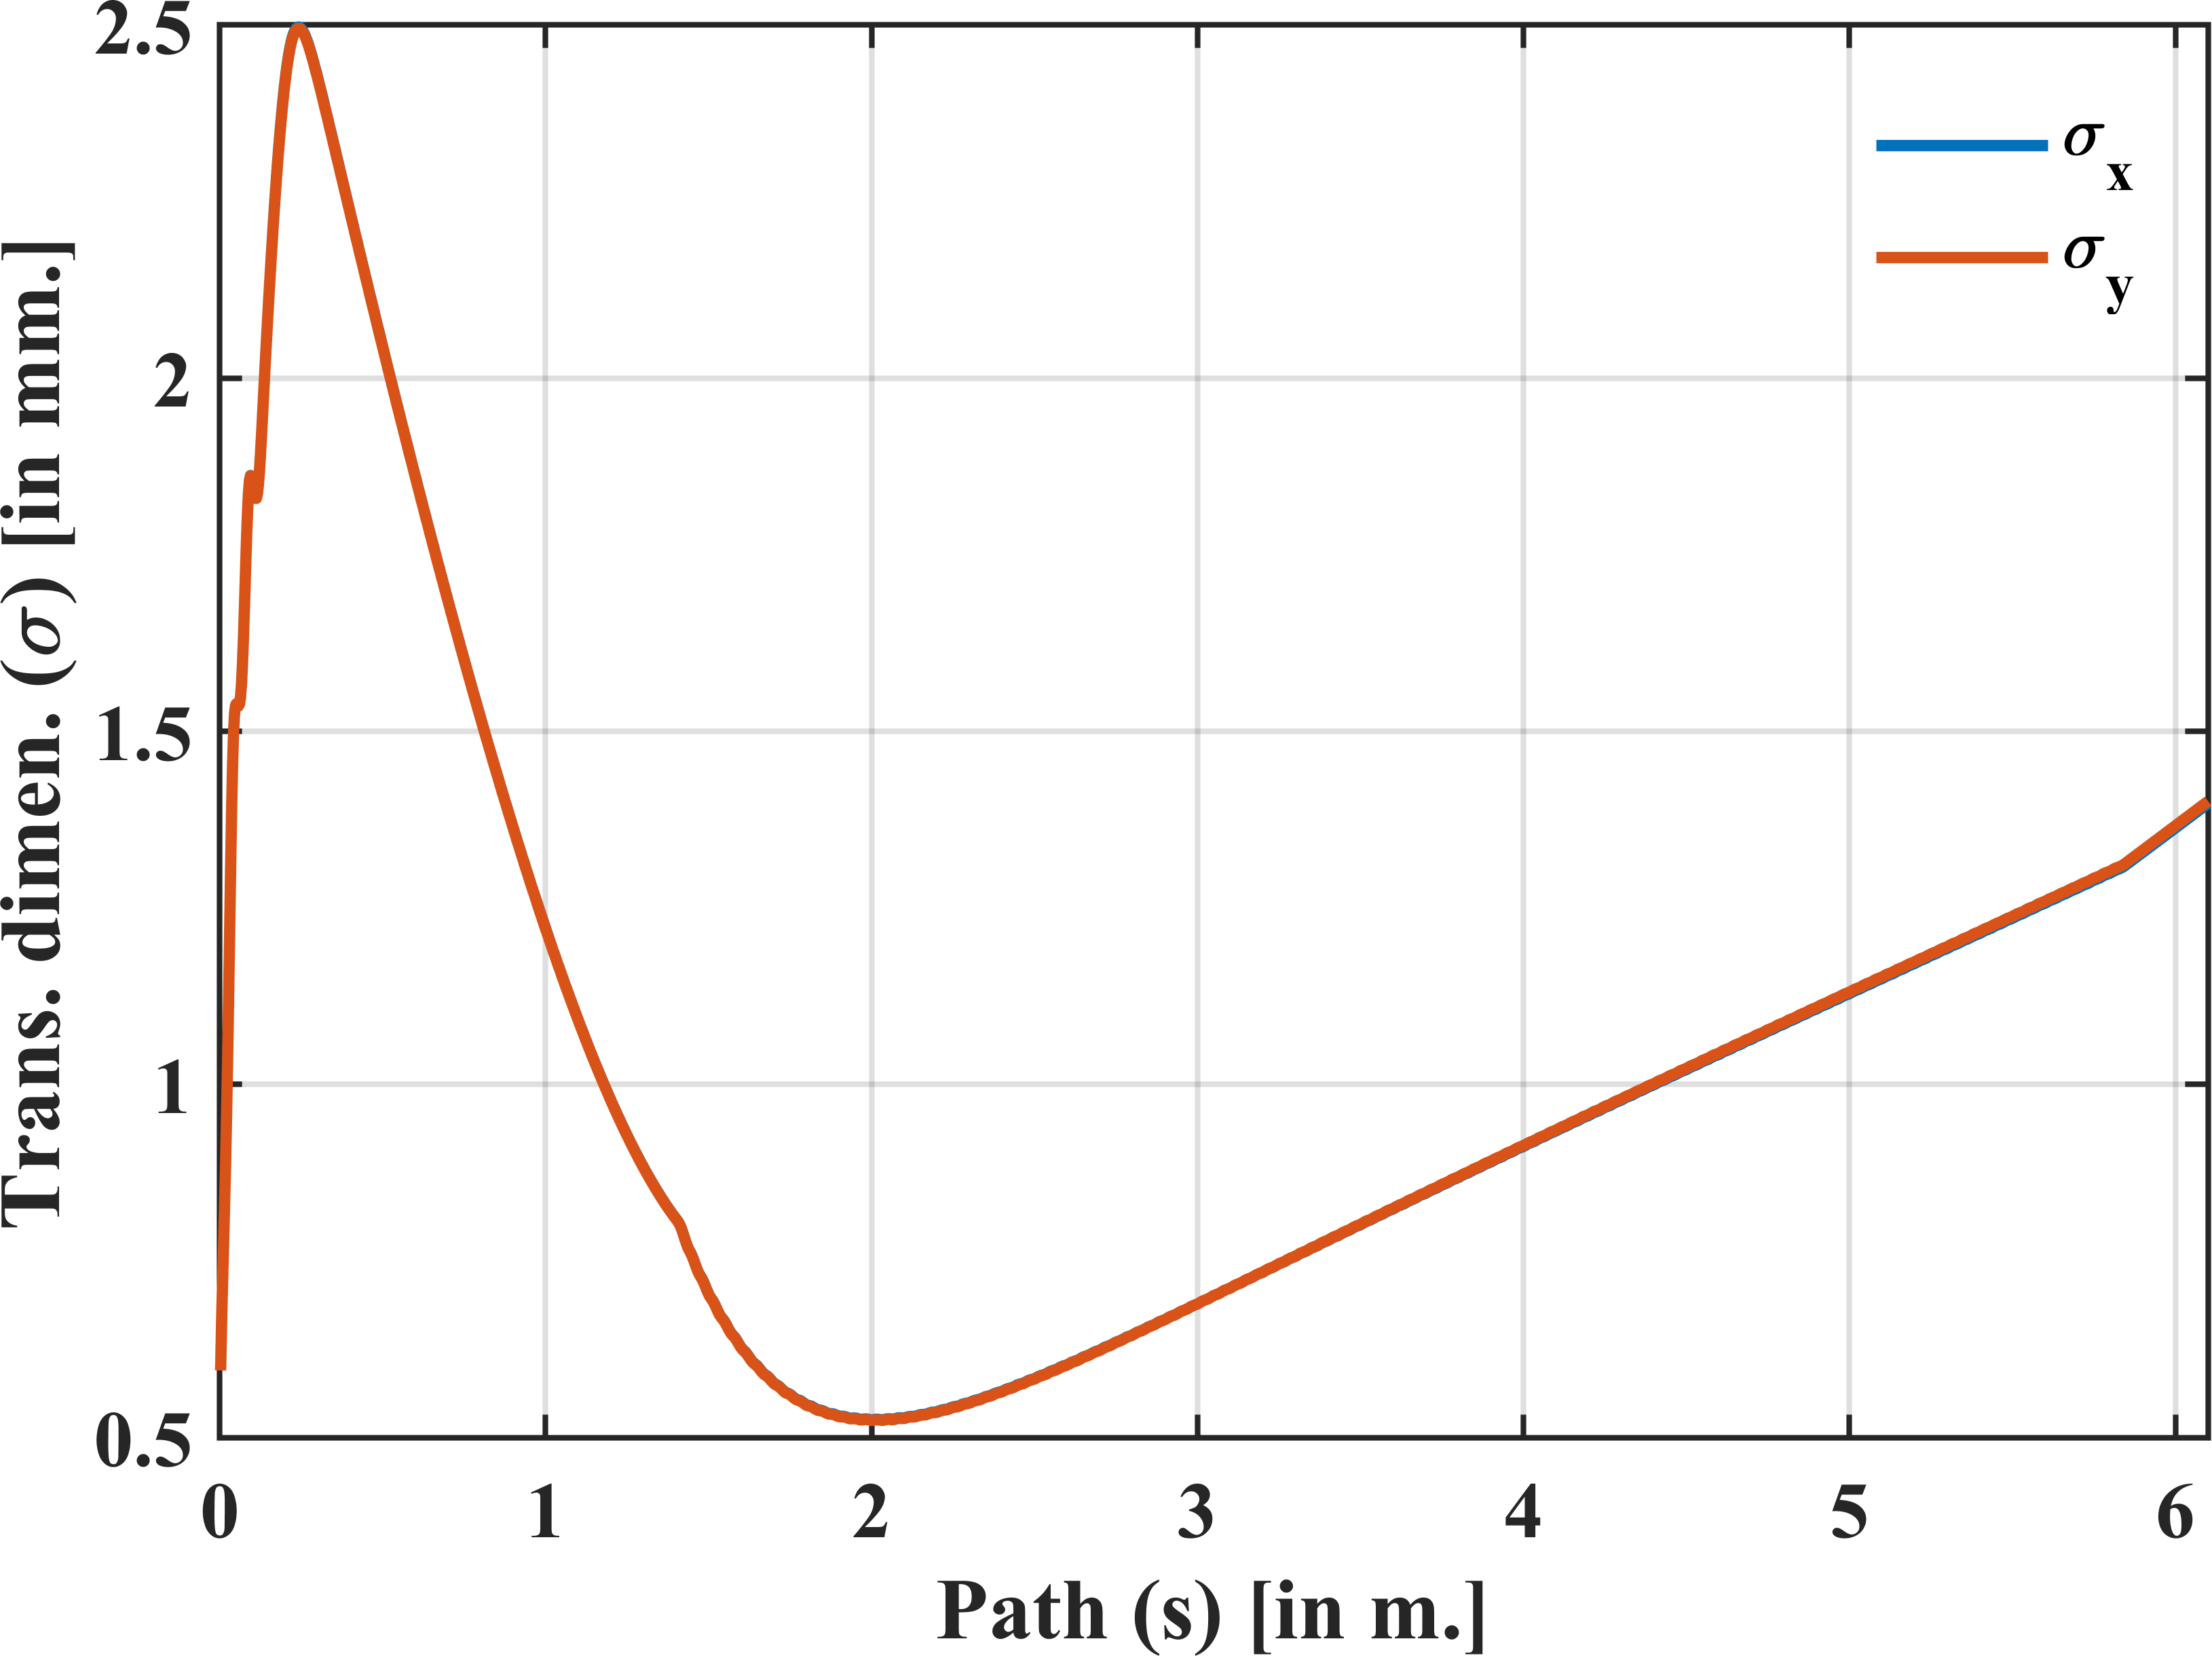 2.5
2
1.5
1
0.5
Trans. dimen. (σ) [in mm.]
σx
σy
0 1 2 3 4 5 6
Path (s) [in m.]